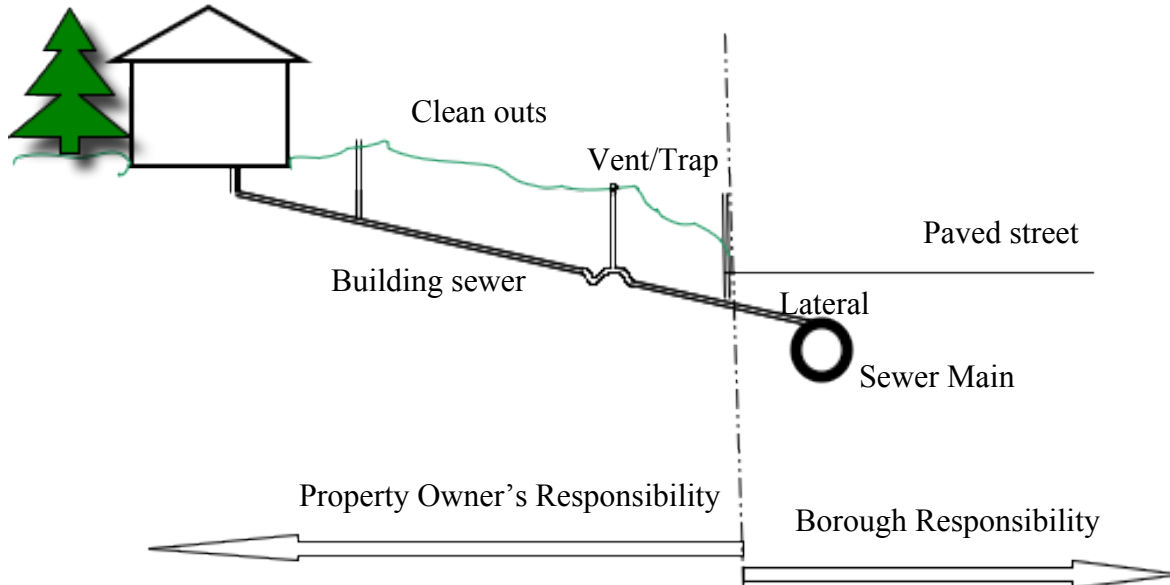 Clean outs
Vent/Trap
Paved street
Building sewer
Lateral
Sewer Main
Property Owner’s Responsibility
Borough Responsibility